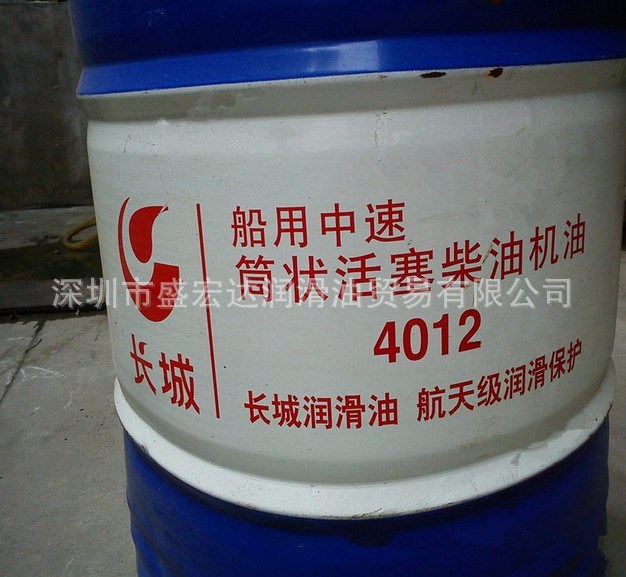 船用中速
筒状活塞柴油机油
深圳市盛宏达润滑油贸易有限公司
长城
4012
长城润滑油 航天级润滑保护